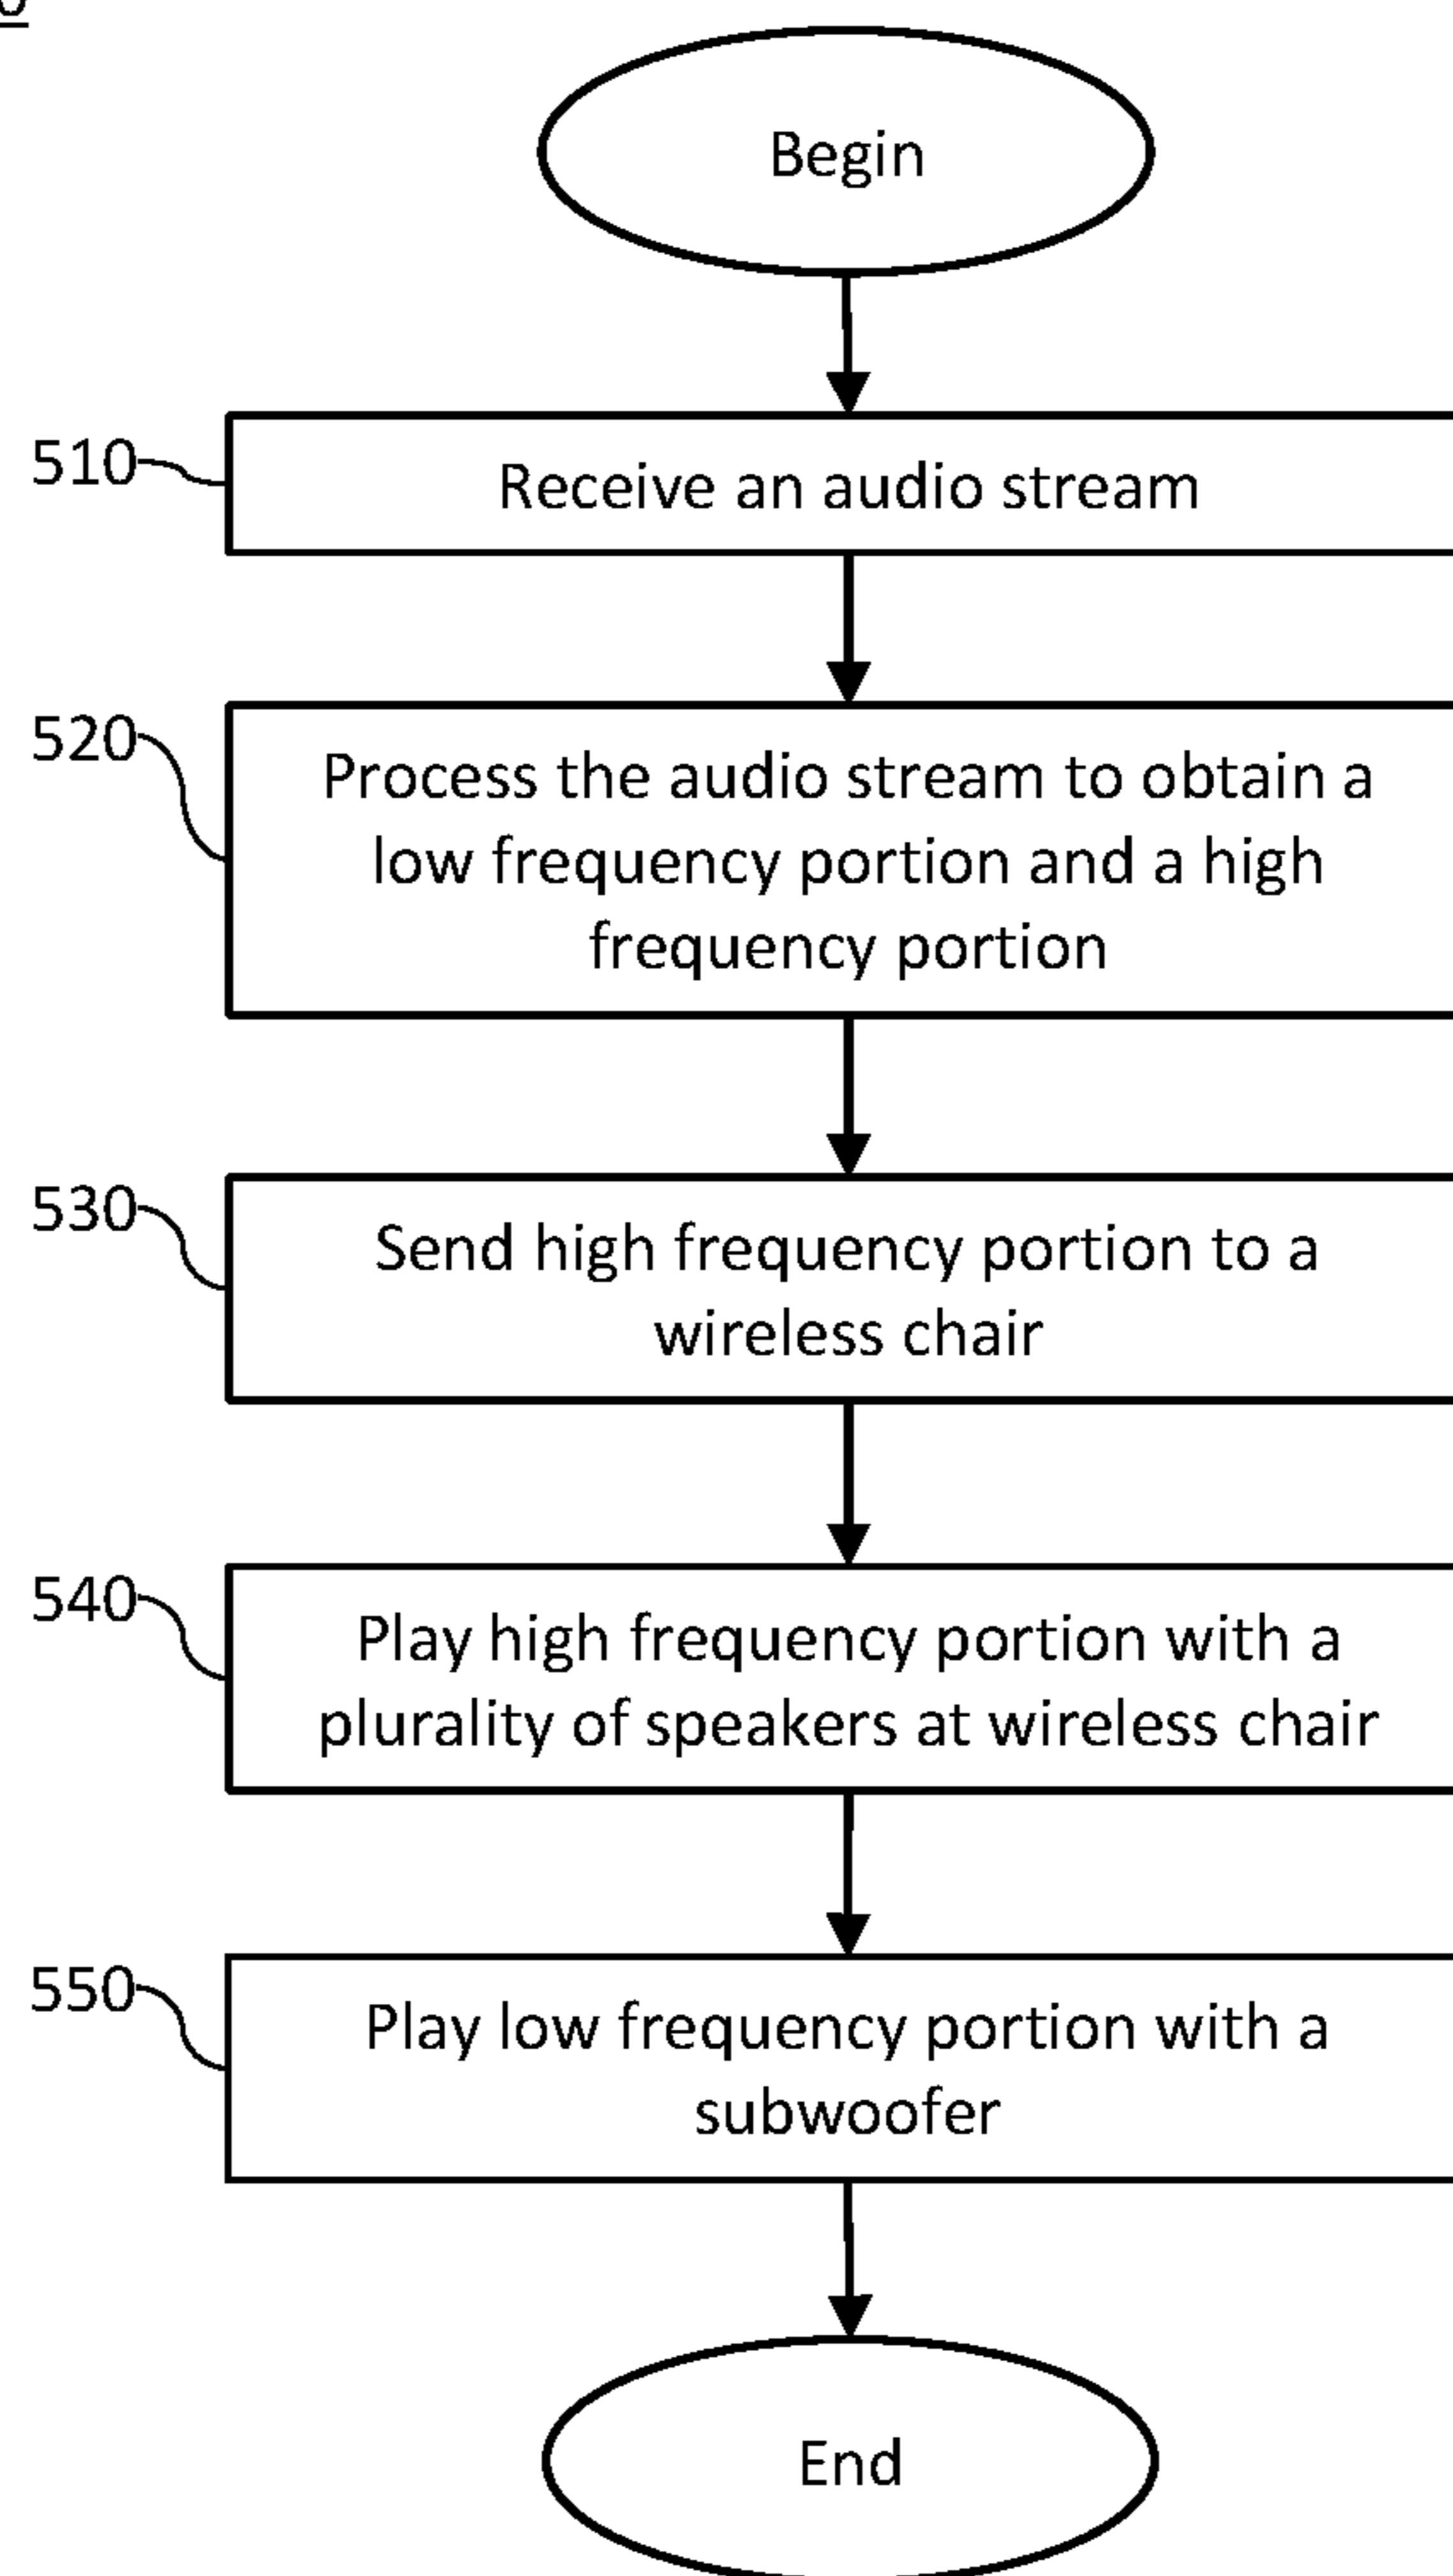 Begin
510
Receive an audio stream
520
Process the audio stream to obtain a
low frequency portion and a high
frequency portion
530
Send high frequency portion to a
wireless chair
540
Play high frequency portion with a
plurality of speakers at wireless chair
550
Play low frequency portion with a
subwoofer
End